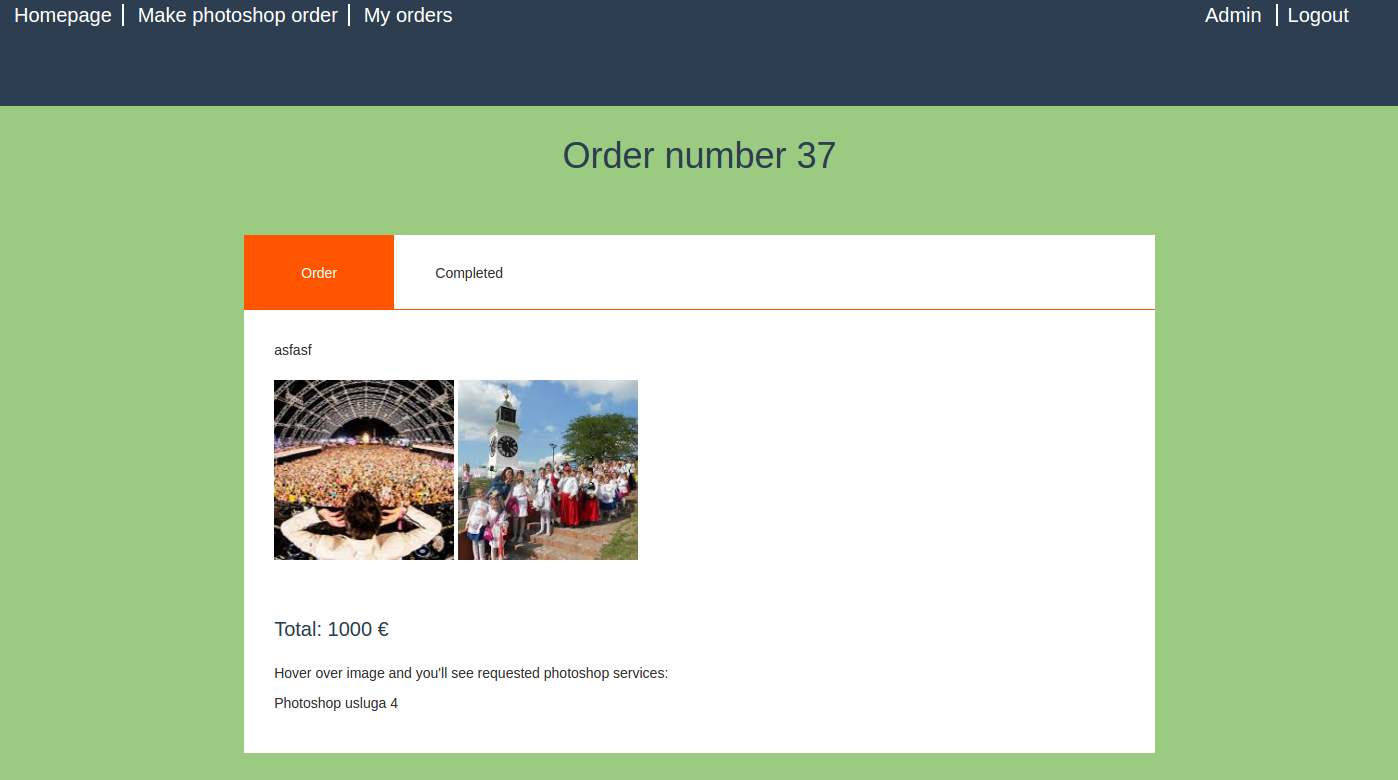 Homepage Make photoshop order My orders Admin Logout
Order number 37
Order Completed
asfasf
Total: 1000 €
Hover over image and you'll see requested photoshop services:
Photoshop usluga 4